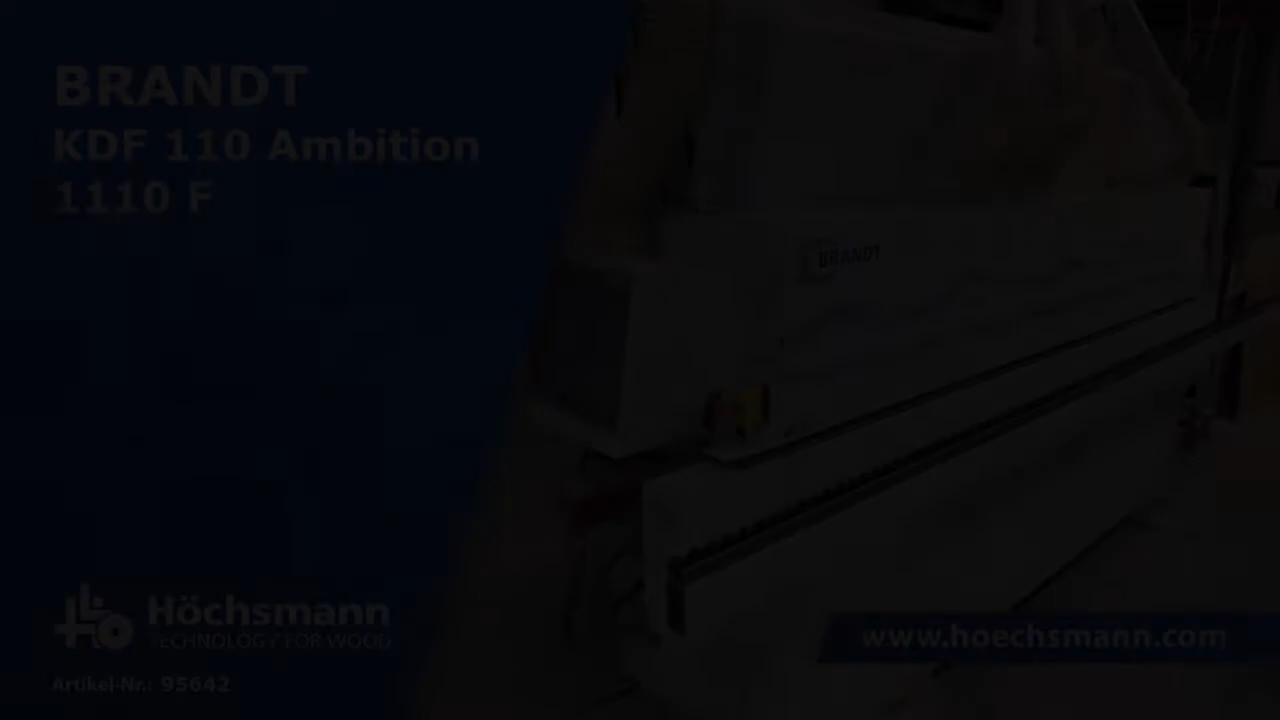 BRANDT
KDF 110 Ambition
1110 F
BRANDT
Höchsmann
TECHNOLOGY FOR WOOD
www.hoechsmann.com
Artikel-Nr.: 95642